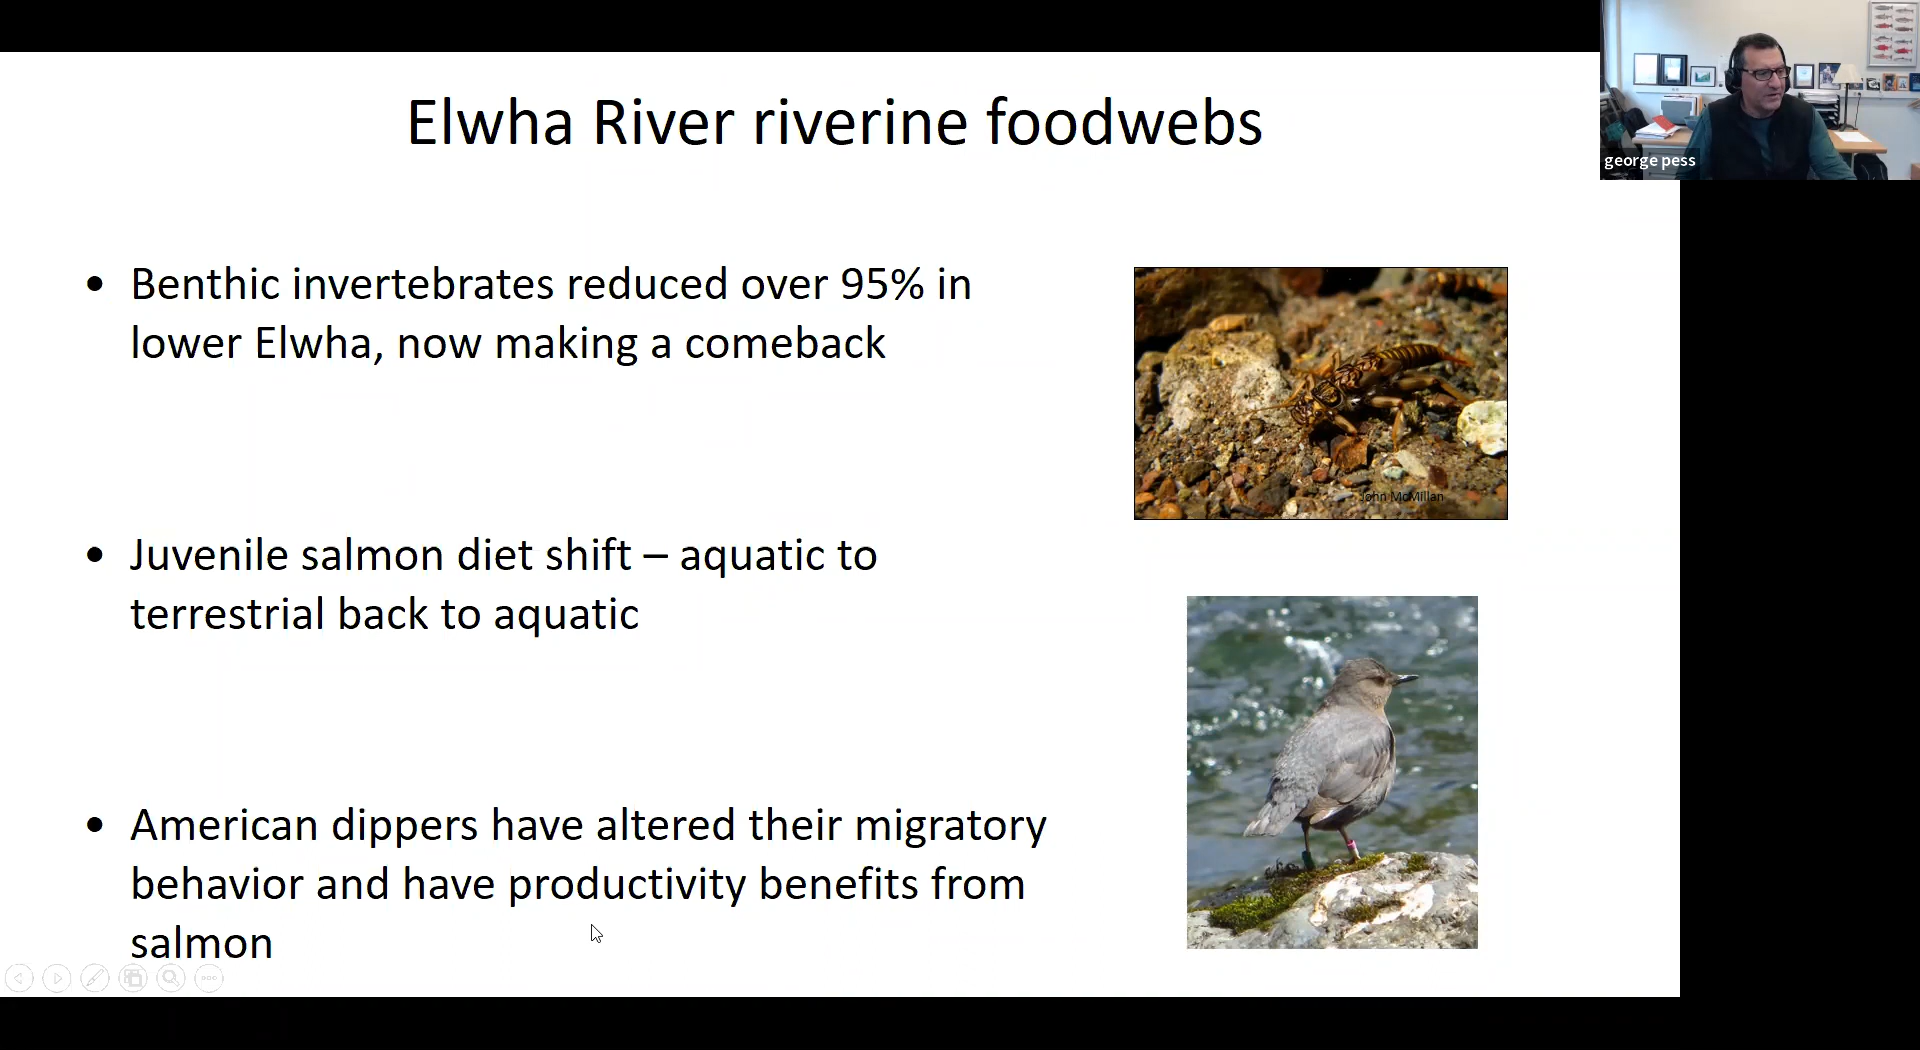 Elwha River riverine foodwebs
george pess
• Benthic invertebrates reduced over 95% in
lower Elwha, now making a comeback
John McMillan
• Juvenile salmon diet shift – aquatic to
terrestrial back to aquatic
• American dippers have altered their migratory
behavior and have productivity benefits from
salmon